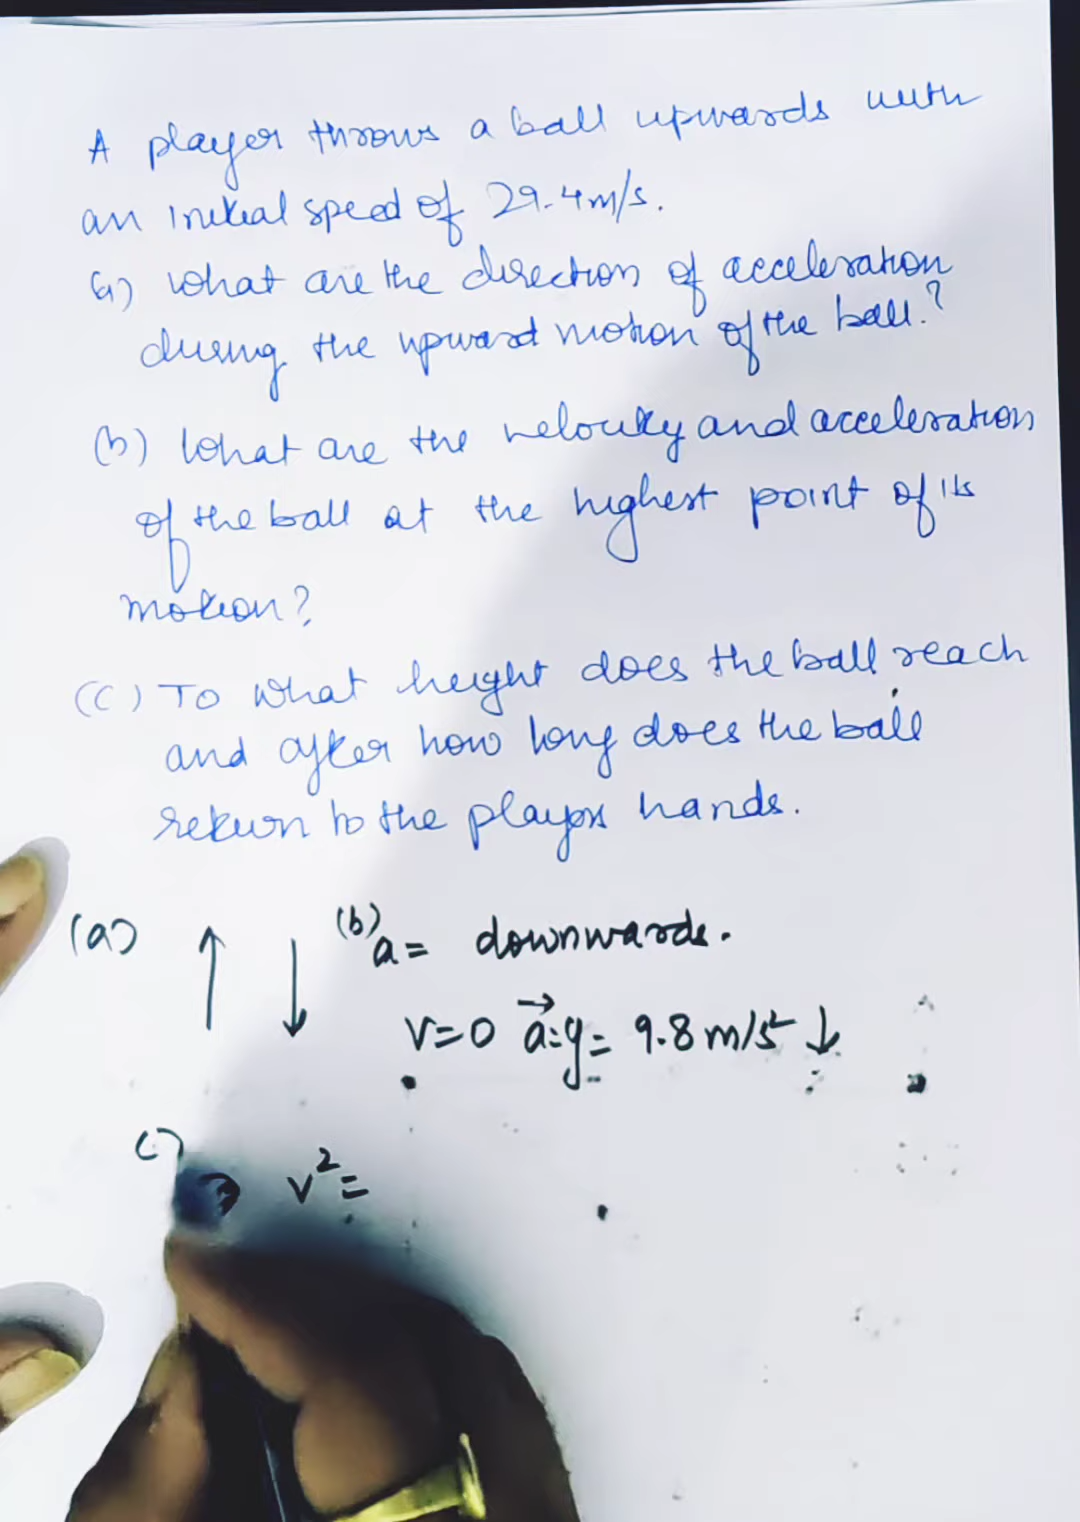 A player throws a ball upwards with
an initial speed of 29.4m/s.
(a) What are the direction of acceleration
during the upward motion of the ball?
(b) What are the velocity and acceleration
of the ball at the highest point of its
motion?
(c) To what height does the ball reach
and after how long does the ball
return to the players hands.
(a) ↑ ↓ (b) a = downwards.
v=0 a⃗=g= 9.8 m/s² ↓
(c)
v² =